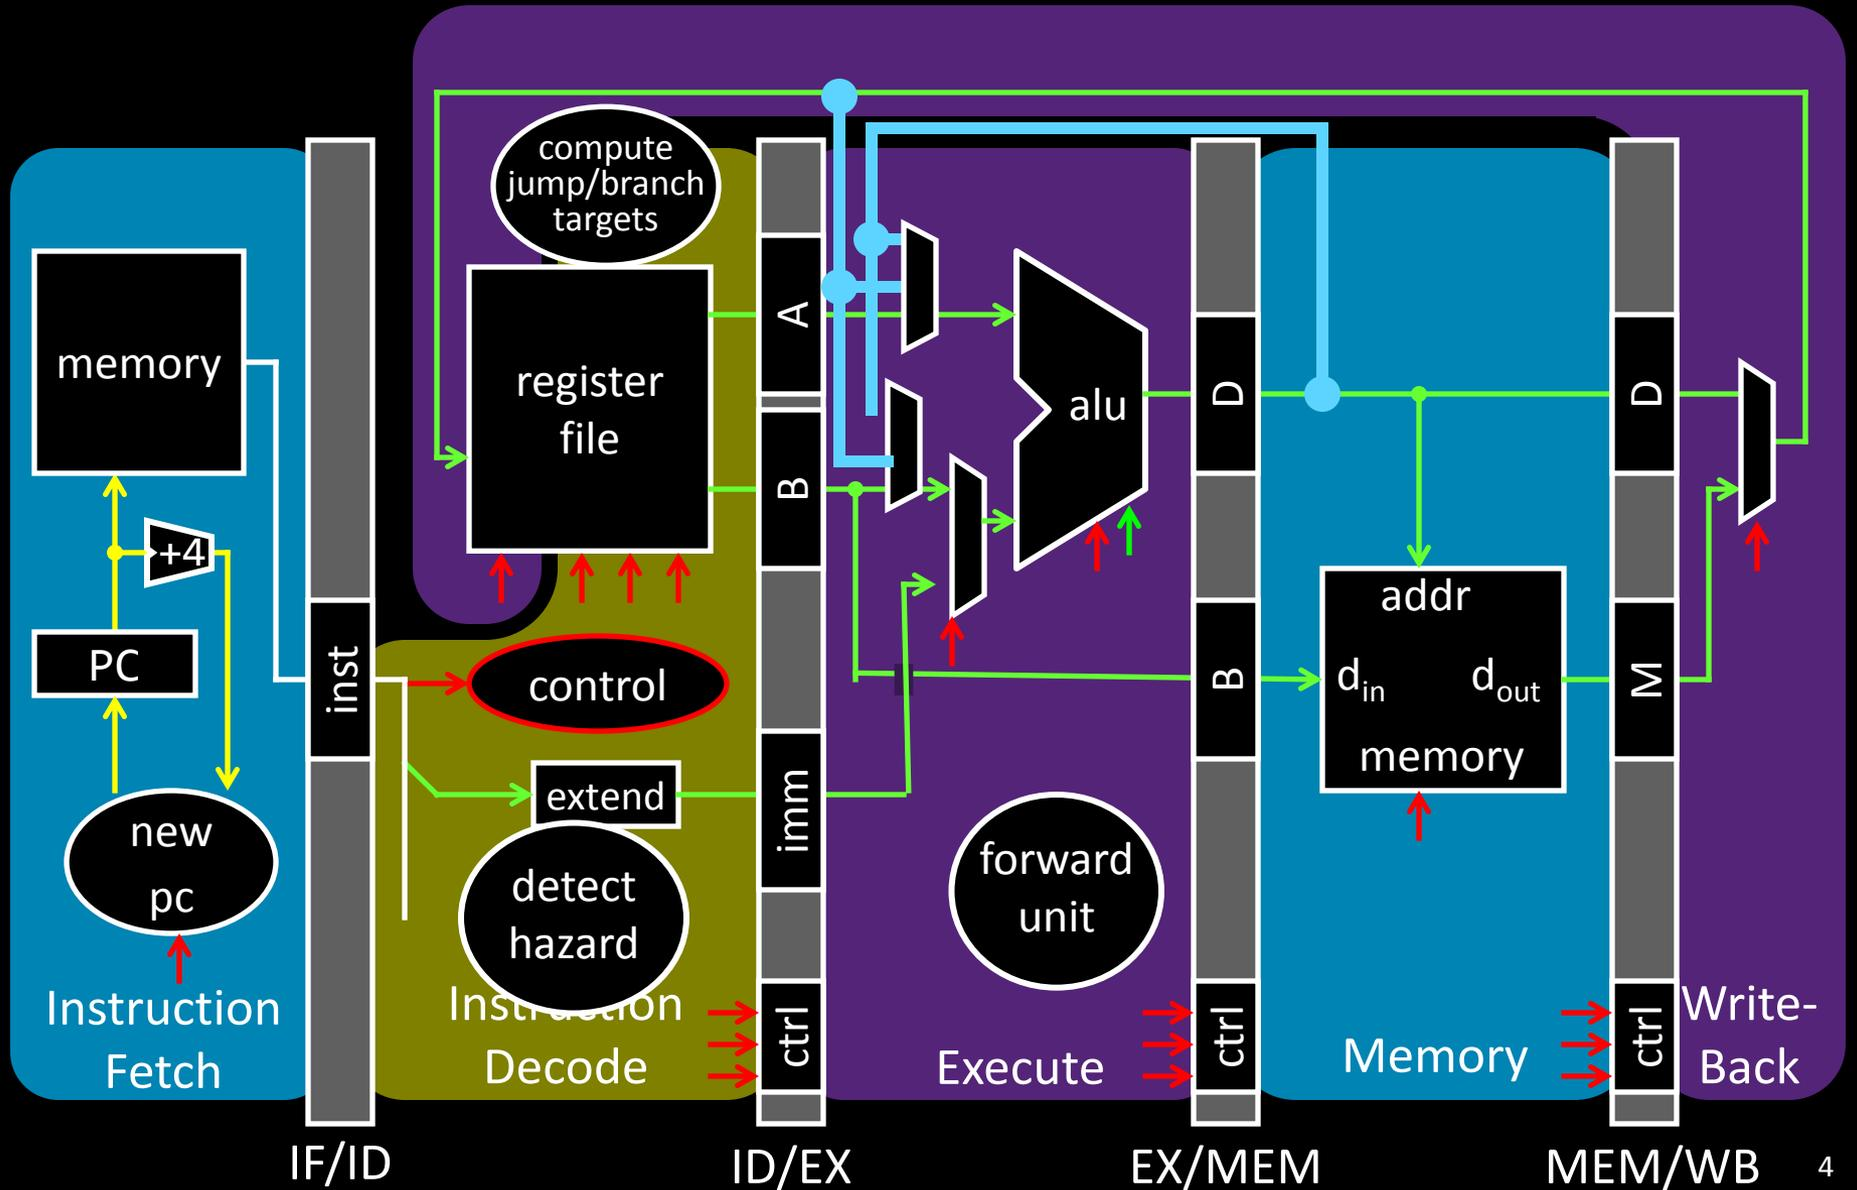 compute
jump/branch
targets
memory
register
file
A
B
alu
D
D
+4
PC
inst
control
B
addr
d_in
d_out
memory
M
extend
imm
new
pc
detect
hazard
forward
unit
Instruction
Fetch
Instruction
Decode
ctrl
Execute
ctrl
Memory
ctrl
Write-
Back
IF/ID
ID/EX
EX/MEM
MEM/WB
4